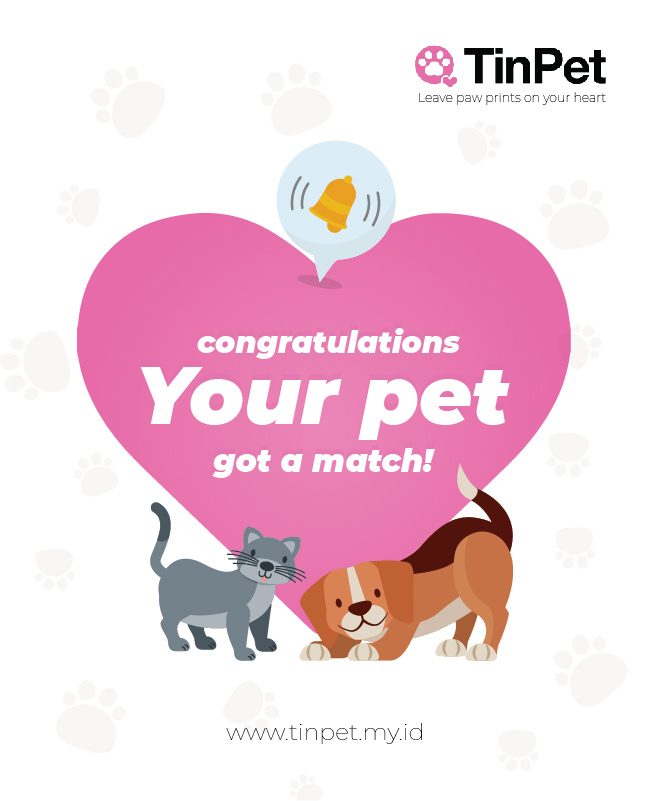 TinPet
Leave paw prints on your heart
congratulations
Your pet
got a match!
www.tinpet.my.id